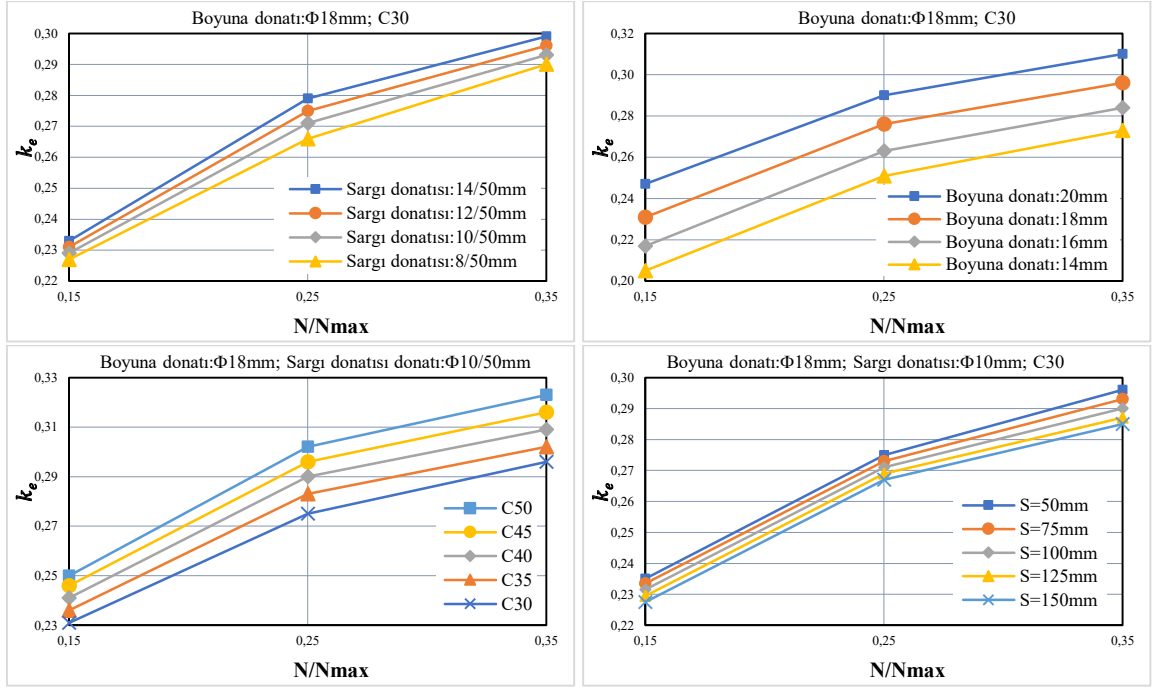 Boyuna donatı:Φ18mm; C30
0,30
0,29
0,28
0,27
0,26
0,25
0,24
0,23
0,22
k_e
Sargı donatısı:14/50mm
Sargı donatısı:12/50mm
Sargı donatısı:10/50mm
Sargı donatısı:8/50mm
0,15
0,25
0,35
N/Nmax
Boyuna donatı:Φ18mm; C30
0,32
0,30
0,28
0,26
0,24
0,22
0,20
k_e
Boyuna donatı:20mm
Boyuna donatı:18mm
Boyuna donatı:16mm
Boyuna donatı:14mm
0,15
0,25
0,35
N/Nmax
Boyuna donatı:Φ18mm; Sargı donatısı donatı:Φ10/50mm
0,33
0,31
0,29
0,27
0,25
0,23
k_e
C50
C45
C40
C35
C30
0,15
0,25
0,35
N/Nmax
Boyuna donatı:Φ18mm; Sargı donatısı:Φ10mm; C30
0,30
0,29
0,28
0,27
0,26
0,25
0,24
0,23
0,22
k_e
S=50mm
S=75mm
S=100mm
S=125mm
S=150mm
0,15
0,25
0,35
N/Nmax